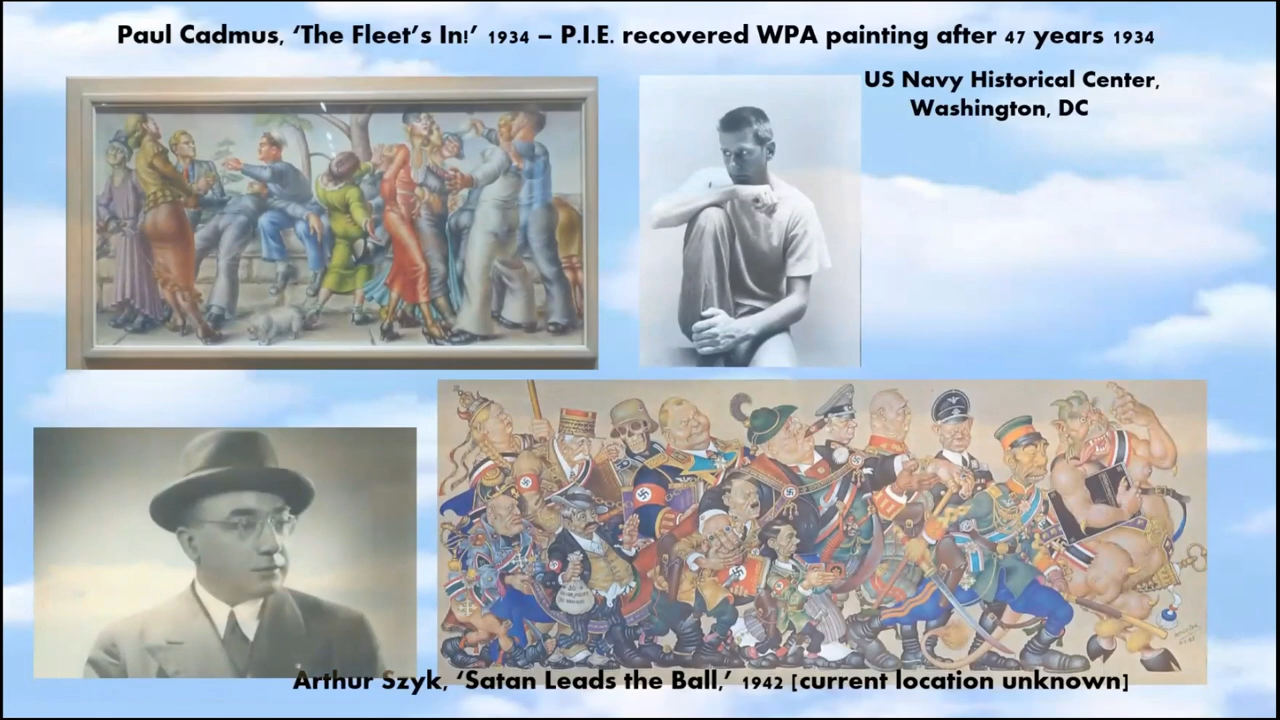 Paul Cadmus, ‘The Fleet’s In!’ 1934 – P.I.E. recovered WPA painting after 47 years 1934
US Navy Historical Center,
Washington, DC
Arthur Szyk, ‘Satan Leads the Ball,’ 1942 [current location unknown]